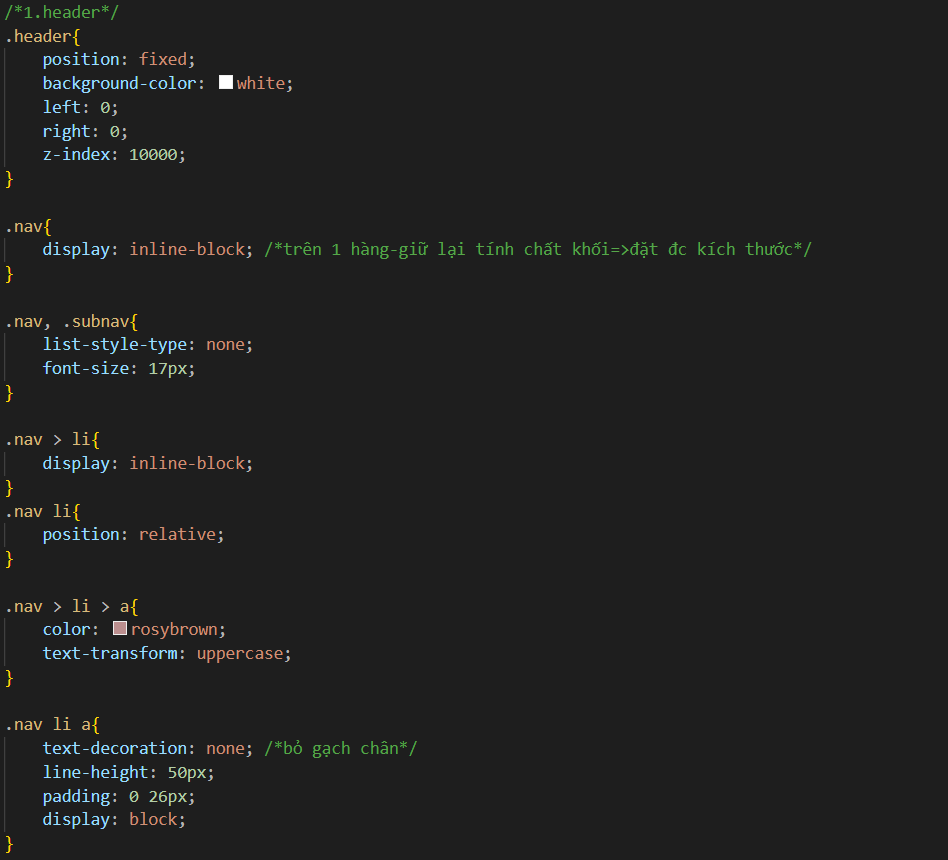 /*1.header*/
.header{
    position: fixed;
    background-color: white;
    left: 0;
    right: 0;
    z-index: 10000;
}

.nav{
    display: inline-block; /*trên 1 hàng-giữ lại tính chất khối=>đặt đc kích thước*/
}

.nav, .subnav{
    list-style-type: none;
    font-size: 17px;
}

.nav > li{
    display: inline-block;
}
.nav li{
    position: relative;
}

.nav > li > a{
    color: rosybrown;
    text-transform: uppercase;
}

.nav li a{
    text-decoration: none; /*bỏ gạch chân*/
    line-height: 50px;
    padding: 0 26px;
    display: block;
}